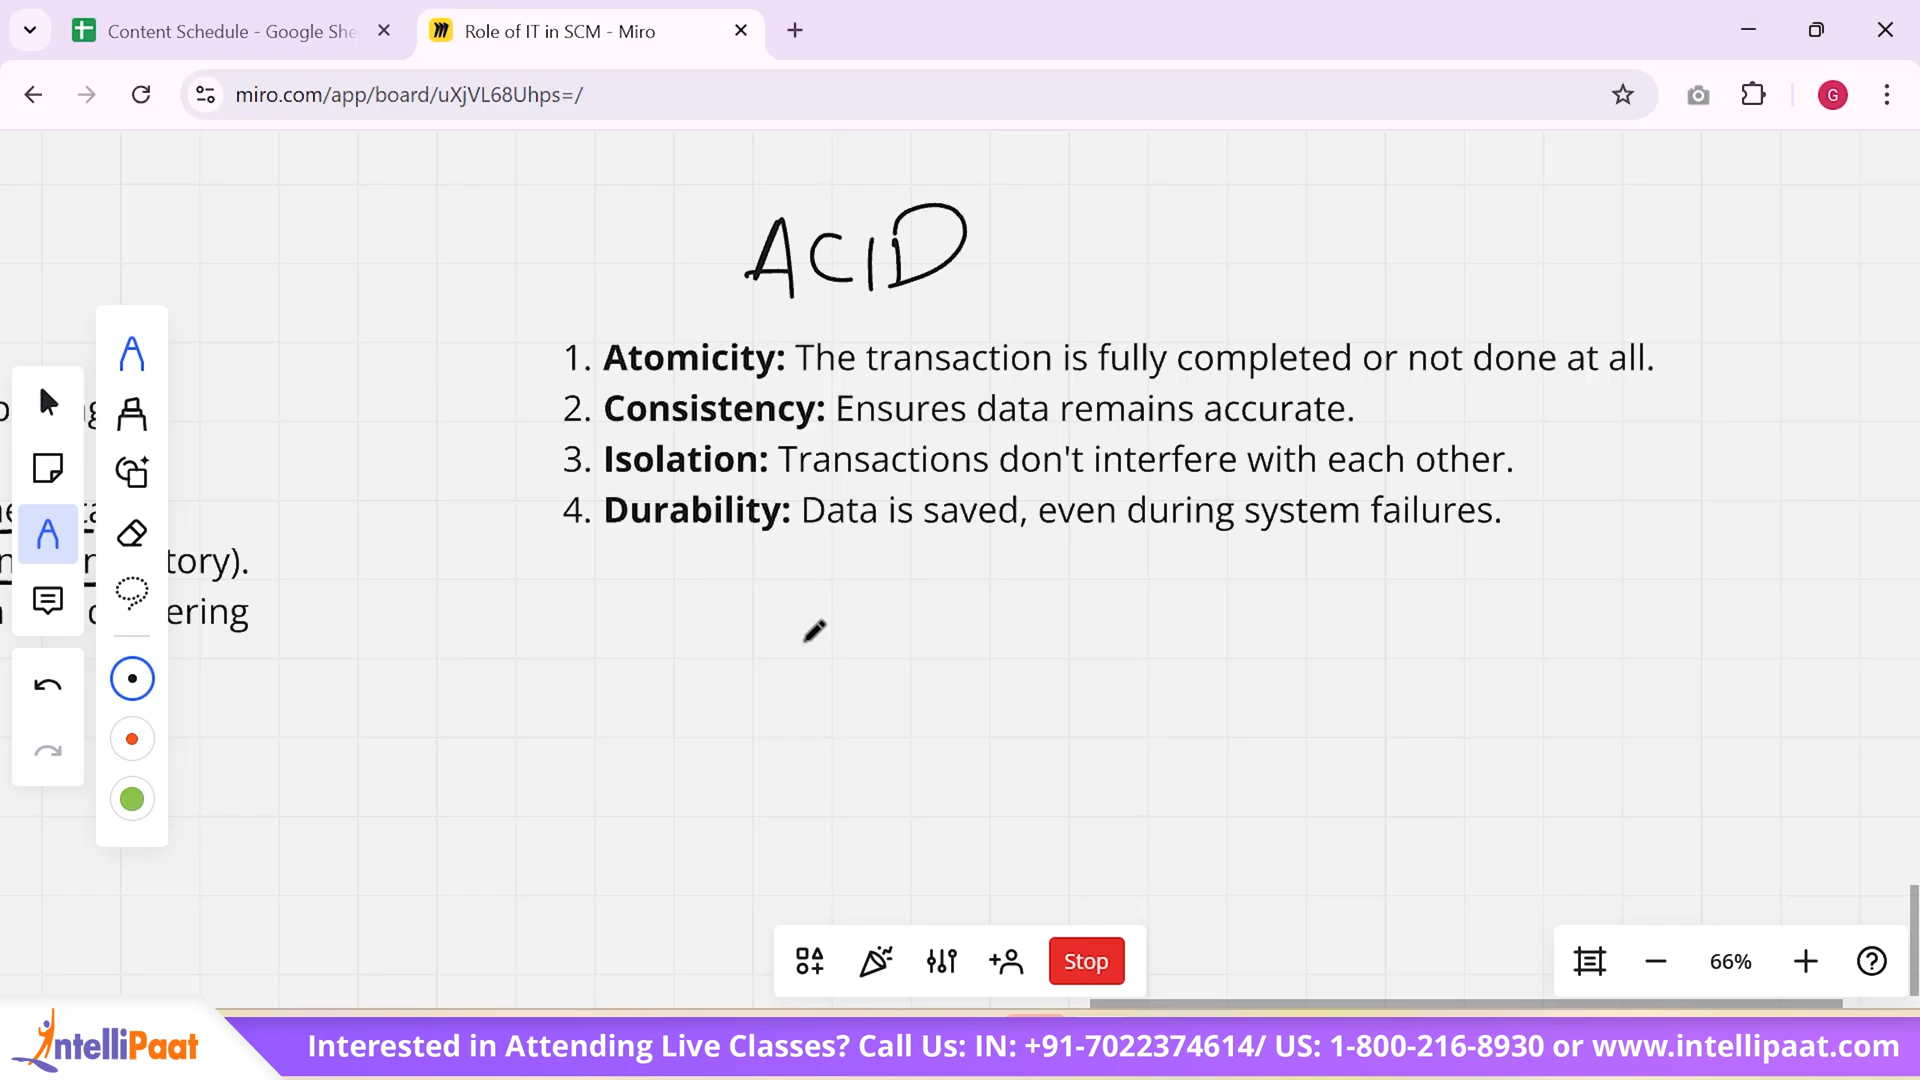 Content Schedule - Google She
Role of IT in SCM - Miro
miro.com/app/board/uXjVL68Uhps=/
G
ACID
1. Atomicity: The transaction is fully completed or not done at all.
2. Consistency: Ensures data remains accurate.
3. Isolation: Transactions don't interfere with each other.
4. Durability: Data is saved, even during system failures.
tory).
ering
Stop
66%
IntelliPaat
Interested in Attending Live Classes? Call Us: IN: +91-7022374614/ US: 1-800-216-8930 or www.intellipaat.com